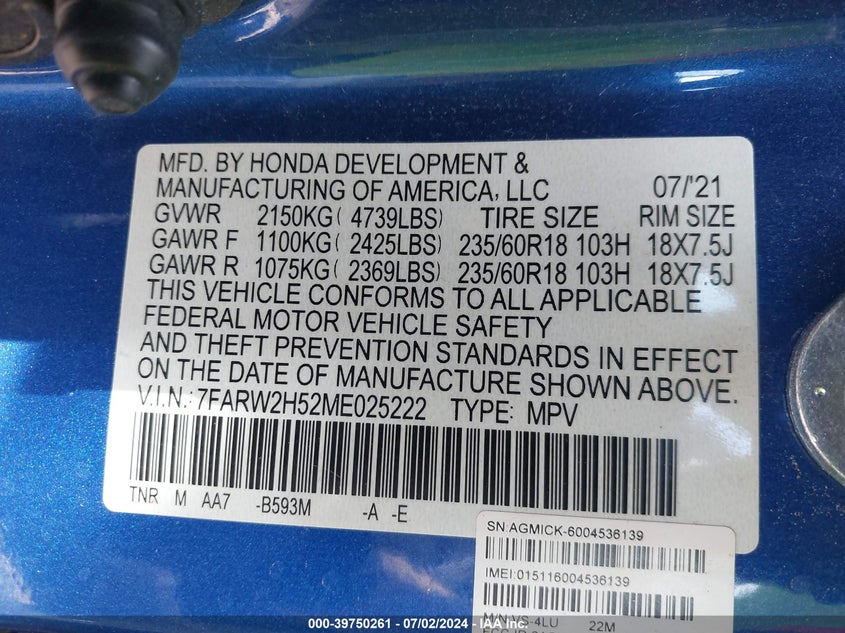 MFD. BY HONDA DEVELOPMENT &
MANUFACTURING OF AMERICA, LLC 07/'21
GVWR 2150KG( 4739LBS) TIRE SIZE RIM SIZE
GAWR F 1100KG( 2425LBS) 235/60R18 103H 18X7.5J
GAWR R 1075KG( 2369LBS) 235/60R18 103H 18X7.5J
THIS VEHICLE CONFORMS TO ALL APPLICABLE
FEDERAL MOTOR VEHICLE SAFETY
AND THEFT PREVENTION STANDARDS IN EFFECT
ON THE DATE OF MANUFACTURE SHOWN ABOVE.
V.I.N.: 7FARW2H52ME025222 TYPE: MPV
TNR M AA7 -B593M -A -E
SN:AGMICK-6004536139
IMEI:015116004536139
M/N VS-4LU 22M
000-39750261 - 07/02/2024 - IAA Inc.